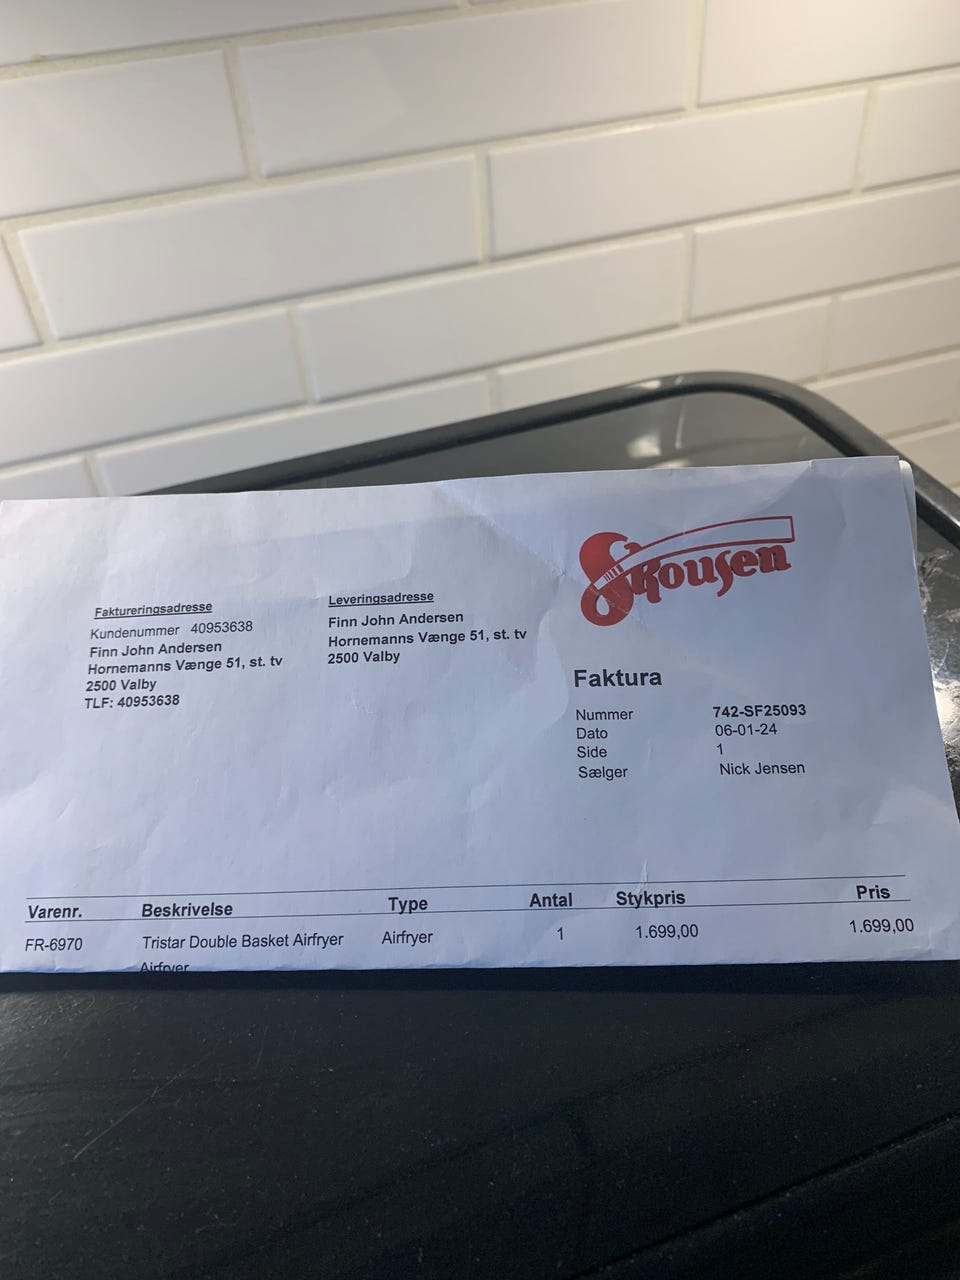 Skousen
Faktureringsadresse
Kundenummer 40953638
Finn John Andersen
Hornemanns Vænge 51, st. tv
2500 Valby
TLF: 40953638
Leveringsadresse
Finn John Andersen
Hornemanns Vænge 51, st. tv
2500 Valby
Faktura
Nummer 742-SF25093
Dato 06-01-24
Side 1
Sælger Nick Jensen
Varenr. Beskrivelse Type Antal Stykpris Pris
FR-6970 Tristar Double Basket Airfryer Airfryer 1 1.699,00 1.699,00
Airfryer